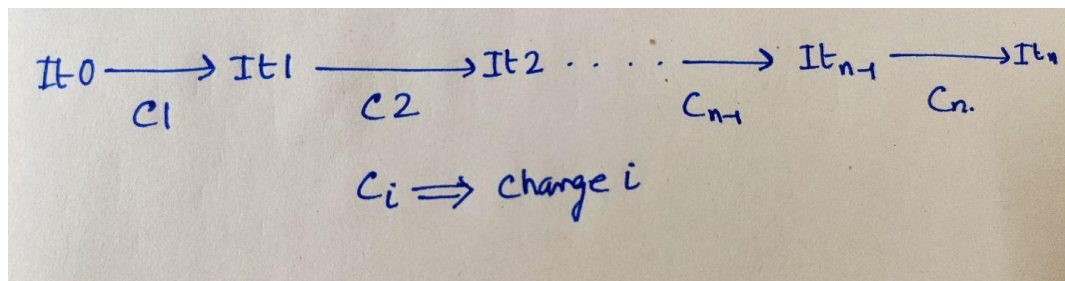 It0 → It1 → It2 . . . . . → Itn-1 → Itn
C1 C2 Cn-1 Cn.
Ci ⇒ change i